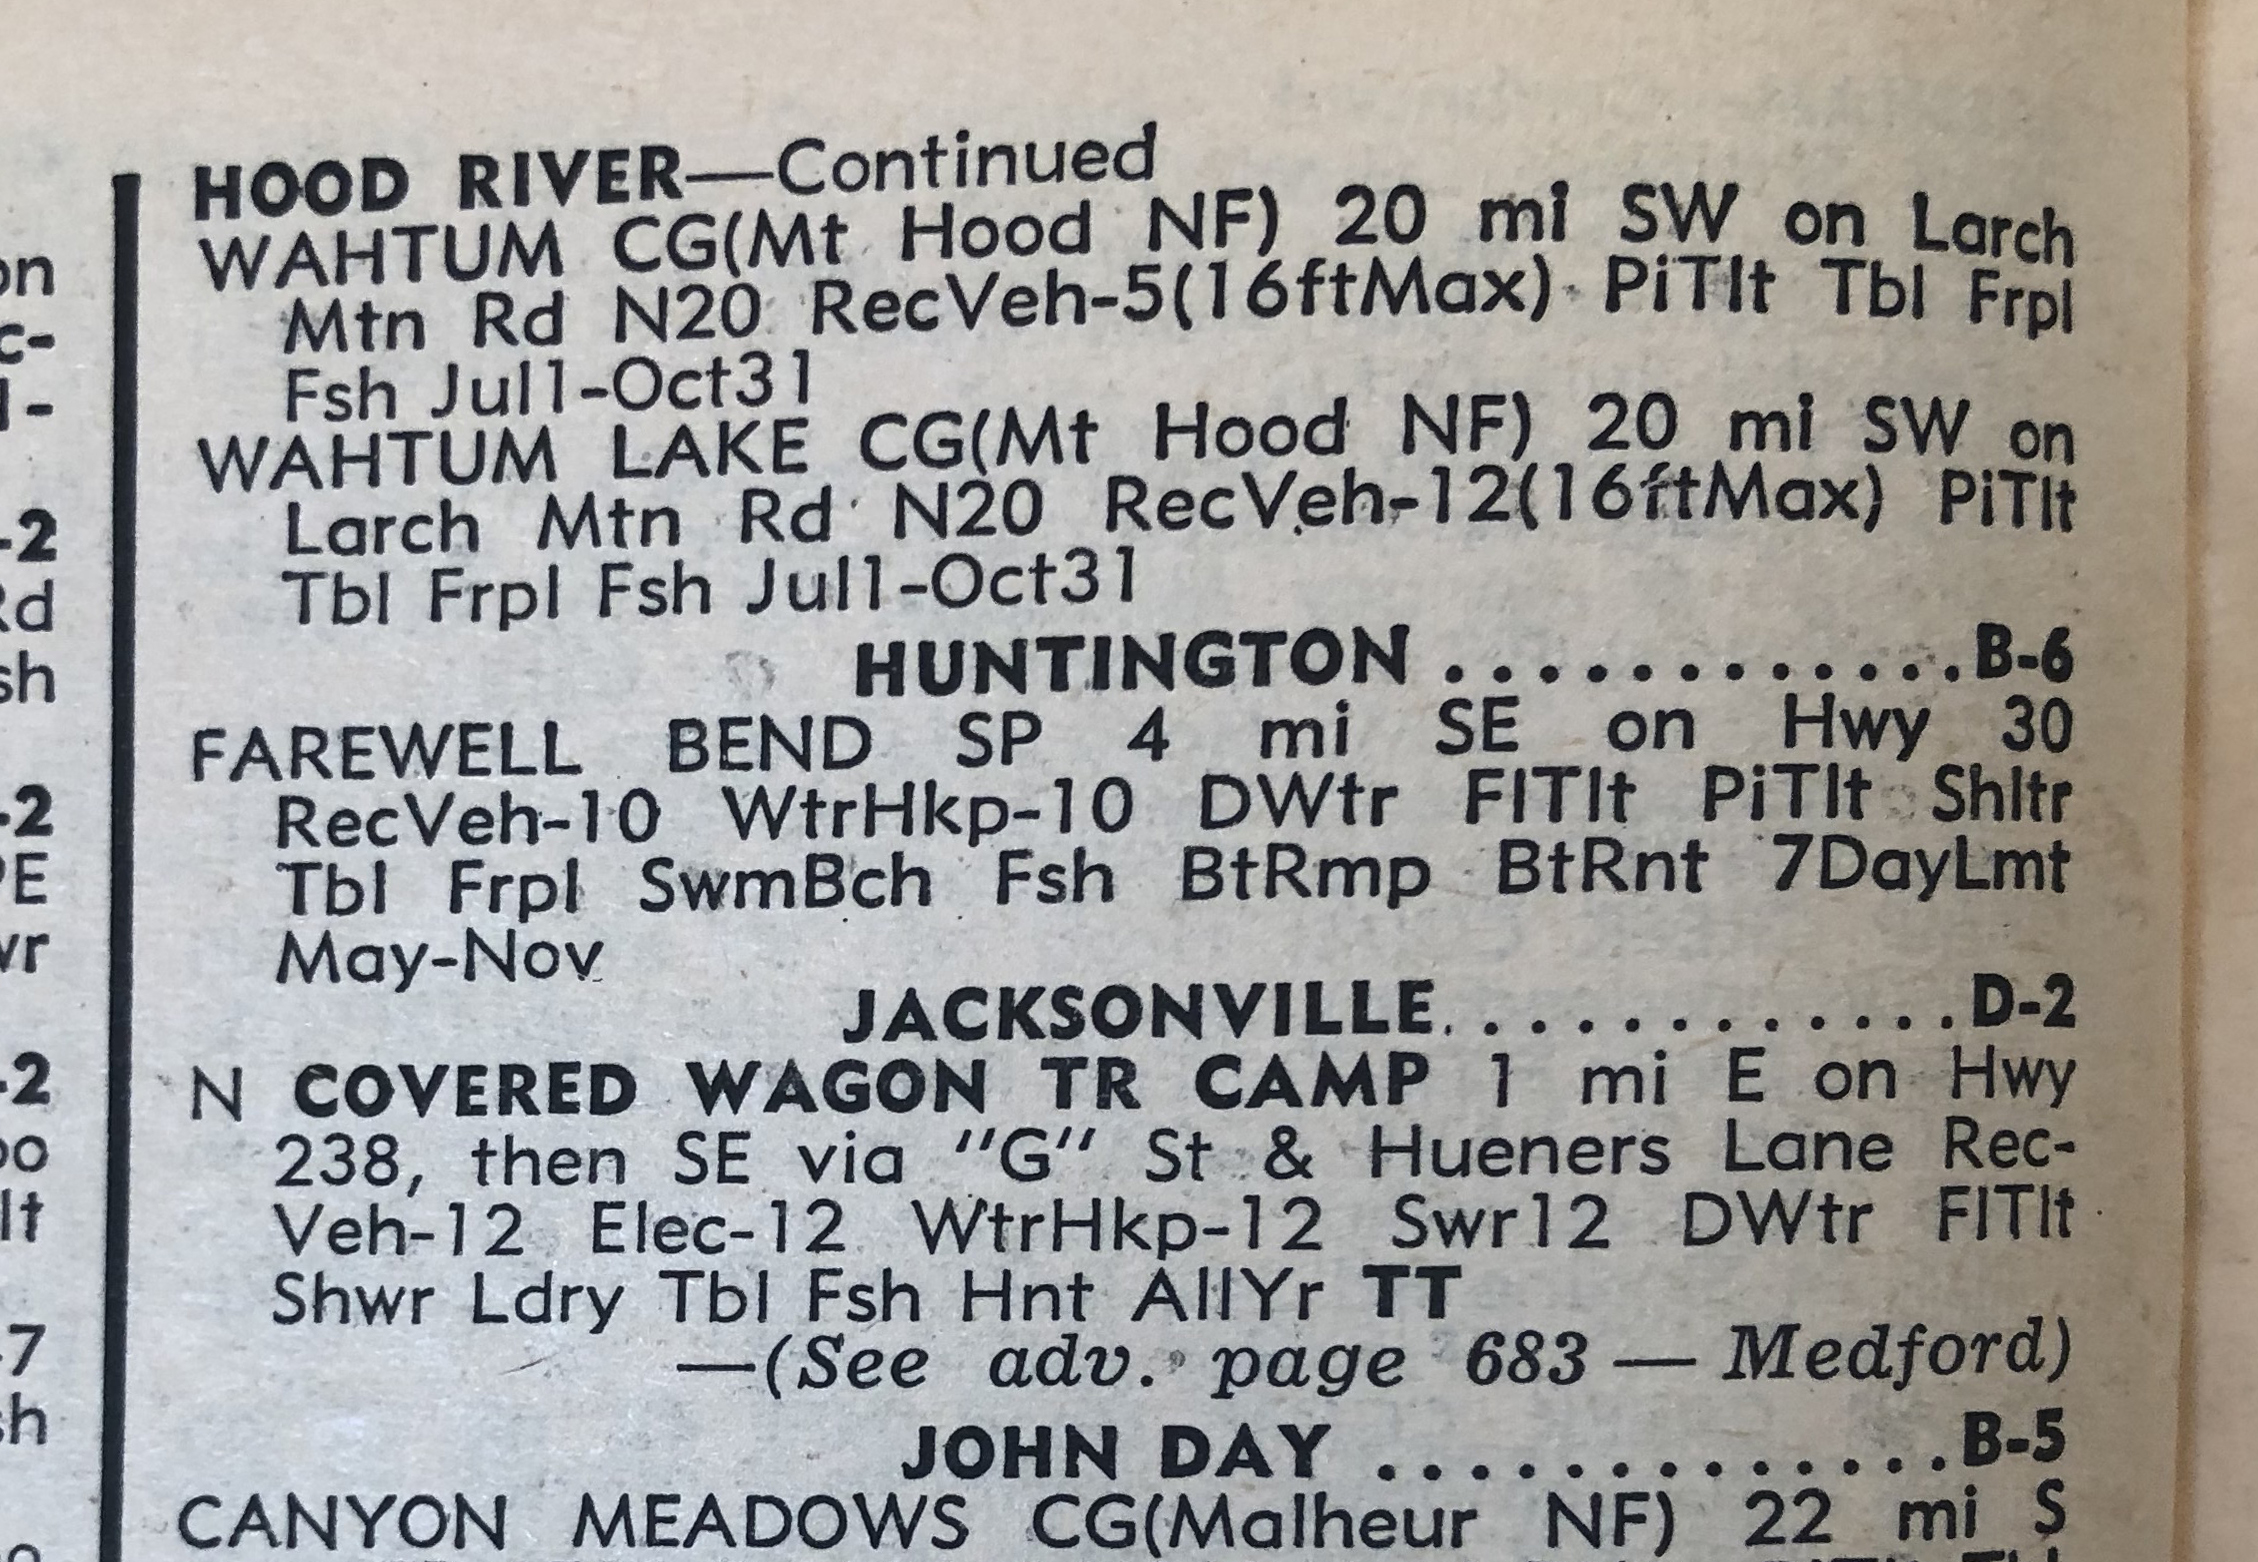 HOOD RIVER—Continued
WAHTUM CG(Mt Hood NF) 20 mi SW on Larch
Mtn Rd N20 RecVeh-5(16ftMax) PiTlt Tbl Frpl
Fsh Jul1-Oct31
WAHTUM LAKE CG(Mt Hood NF) 20 mi SW on
Larch Mtn Rd N20 RecVeh-12(16ftMax) PiTlt
Tbl Frpl Fsh Jul1-Oct31
HUNTINGTON . . . . . . . . . . . . .B-6
FAREWELL BEND SP 4 mi SE on Hwy 30
RecVeh-10 WtrHkp-10 DWtr FlTlt PiTlt Shltr
Tbl Frpl SwmBch Fsh BtRmp BtRnt 7DayLmt
May-Nov
JACKSONVILLE. . . . . . . . . . . . .D-2
N COVERED WAGON TR CAMP 1 mi E on Hwy
238, then SE via "G" St & Hueners Lane Rec-
Veh-12 Elec-12 WtrHkp-12 Swr12 DWtr FlTlt
Shwr Ldry Tbl Fsh Hnt AllYr TT
—(See adv. page 683 — Medford)
JOHN DAY . . . . . . . . . . . . . .B-5
CANYON MEADOWS CG(Malheur NF) 22 mi S